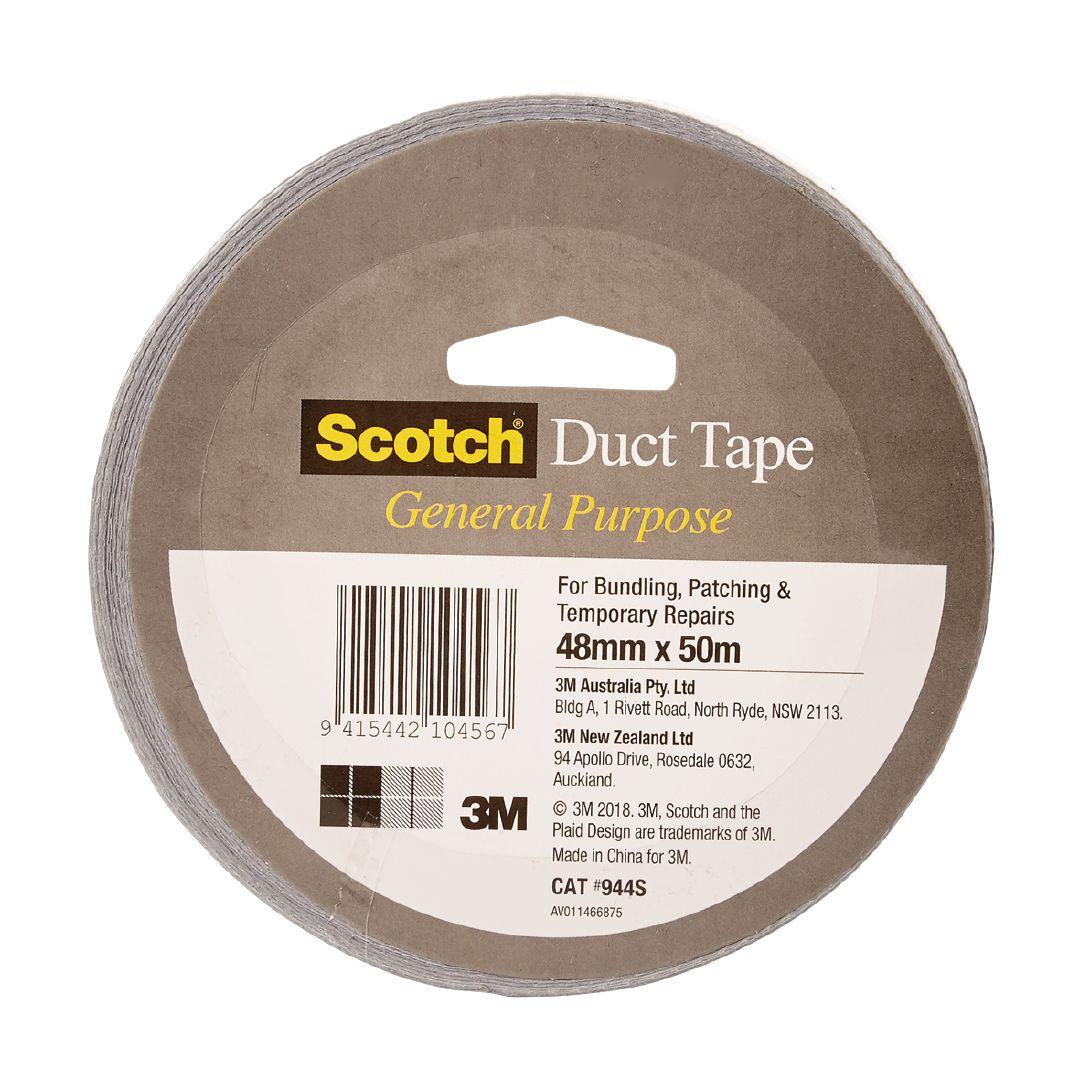 Scotch® Duct Tape
General Purpose
For Bundling, Patching &
Temporary Repairs
48mm x 50m
3M Australia Pty. Ltd
Bldg A, 1 Rivett Road, North Ryde, NSW 2113.
3M New Zealand Ltd
94 Apollo Drive, Rosedale 0632,
Auckland.
© 3M 2018. 3M, Scotch and the
Plaid Design are trademarks of 3M.
Made in China for 3M.
CAT #944S
AV011466875
9 415442 104567
3M